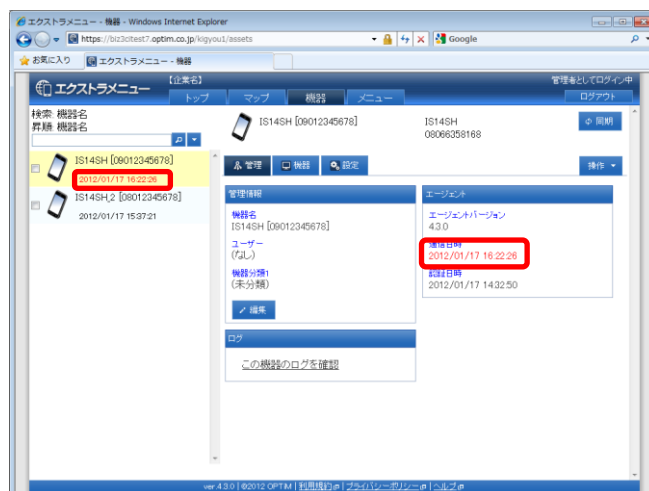 エクストラメニュー - 機器 - Windows Internet Explorer
https://biz3citest7.optim.co.jp/kigyou1/assets
Google
お気に入り
エクストラメニュー - 機器
エクストラメニュー
【企業名】
管理者としてログイン中
トップ
マップ
機器
メニュー
ログアウト
検索: 機器名
昇順: 機器名
IS14SH [09012345678]
2012/01/17 16:22:26
IS14SH_2 [08012345678]
2012/01/17 15:37:21
IS14SH [09012345678]
IS14SH
08066358168
同期
管理
機器
設定
操作
管理情報
機器名
IS14SH [09012345678]
ユーザー
(なし)
機器分類1
(未分類)
編集
エージェント
エージェントバージョン
4.3.0
通信日時
2012/01/17 16:22:26
認証日時
2012/01/17 14:32:50
ログ
この機器のログを確認
ver.4.3.0 | ©2012 OPTiM | 利用規約 | プライバシーポリシー | ヘルプ